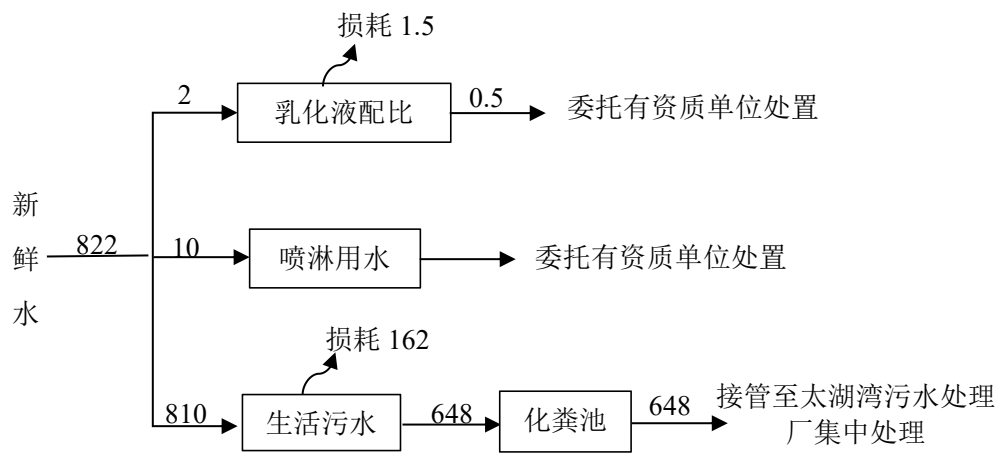 损耗 1.5
2
乳化液配比
0.5
委托有资质单位处置
新
鲜
水
822
10
喷淋用水
委托有资质单位处置
损耗 162
810
生活污水
648
化粪池
648
接管至太湖湾污水处理
厂集中处理